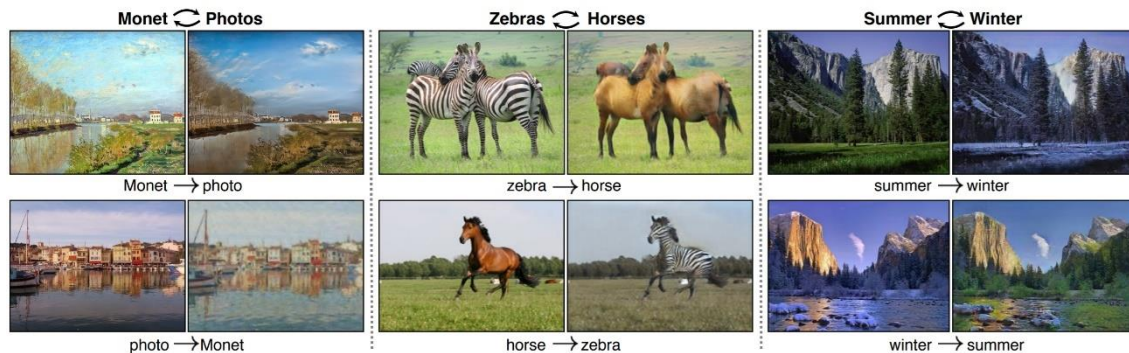 Monet ⇄ Photos
Zebras ⇄ Horses
Summer ⇄ Winter
Monet → photo
zebra → horse
summer → winter
photo → Monet
horse → zebra
winter → summer